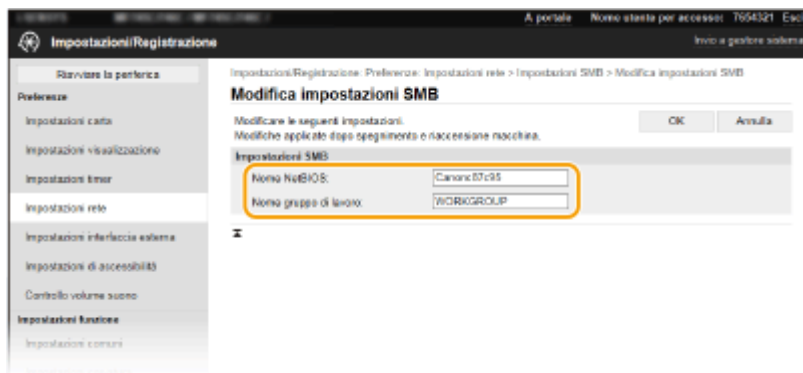 A portale Nome utente per accesso: 7654321 Esci
Impostazioni/Registrazione
Invio a gestore sistema
Riavviare la periferica
Preferenze
Impostazioni carta
Impostazioni visualizzazione
Impostazioni timer
Impostazioni rete
Impostazioni interfaccia esterna
Impostazioni di accessibilità
Controllo volume suono
Impostazioni funzione
Impostazioni comuni
Impostazioni/Registrazione: Preferenze: Impostazioni rete > Impostazioni SMB > Modifica impostazioni SMB
Modifica impostazioni SMB
Modificare le seguenti impostazioni.
Modifiche applicate dopo spegnimento e riaccensione macchina.
OK Annulla
Impostazioni SMB
Nome NetBIOS: Canonc87c95
Nome gruppo di lavoro: WORKGROUP